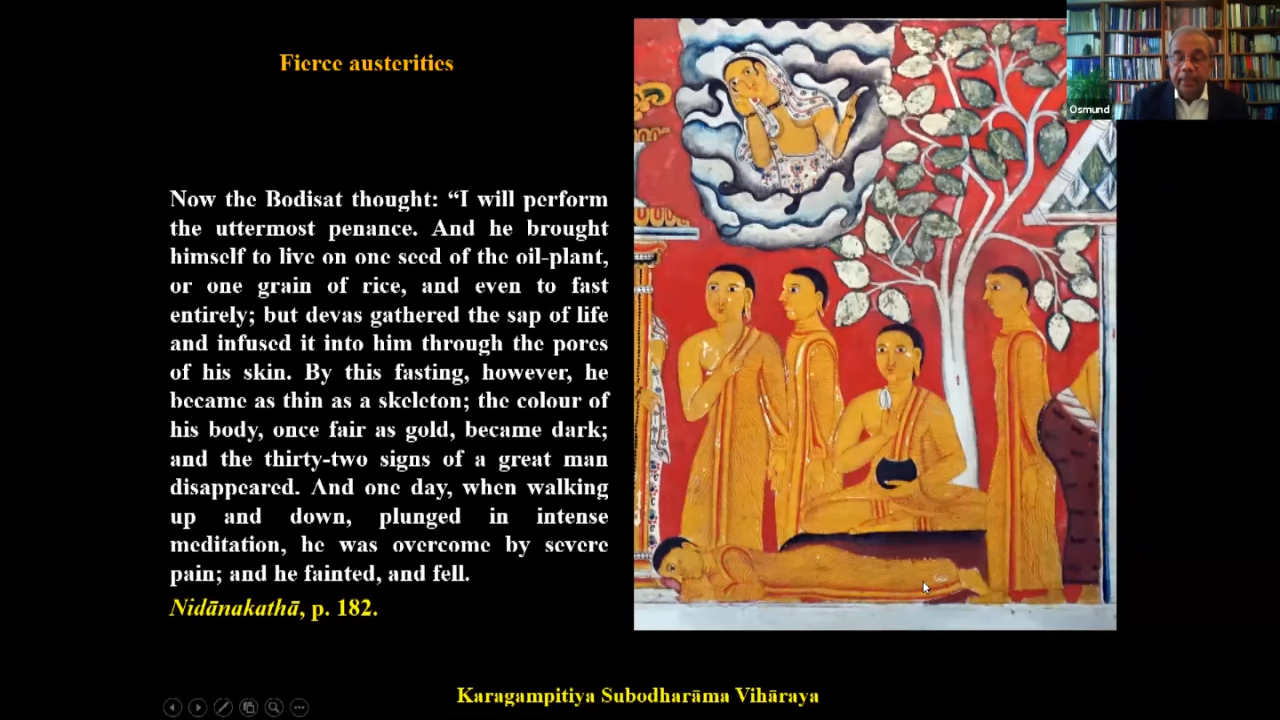 Fierce austerities
Osmund
Now the Bodisat thought: “I will perform
the uttermost penance. And he brought
himself to live on one seed of the oil-plant,
or one grain of rice, and even to fast
entirely; but devas gathered the sap of life
and infused it into him through the pores
of his skin. By this fasting, however, he
became as thin as a skeleton; the colour of
his body, once fair as gold, became dark;
and the thirty-two signs of a great man
disappeared. And one day, when walking
up and down, plunged in intense
meditation, he was overcome by severe
pain; and he fainted, and fell.
Nidānakathā, p. 182.
Karagampitiya Subodharāma Vihāraya